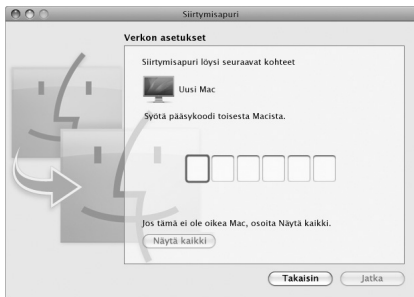 Siirtymisapuri
Verkon asetukset
Siirtymisapuri löysi seuraavat kohteet
Uusi Mac
Syötä pääsykoodi toisesta Macista.
Jos tämä ei ole oikea Mac, osoita Näytä kaikki.
Näytä kaikki
Takaisin Jatka